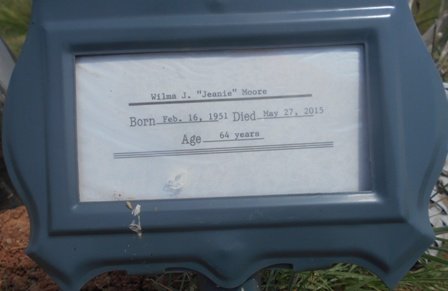 Wilma J. "Jeanie" Moore
Born Feb. 16, 1951 Died May 27, 2015
Age 64 years